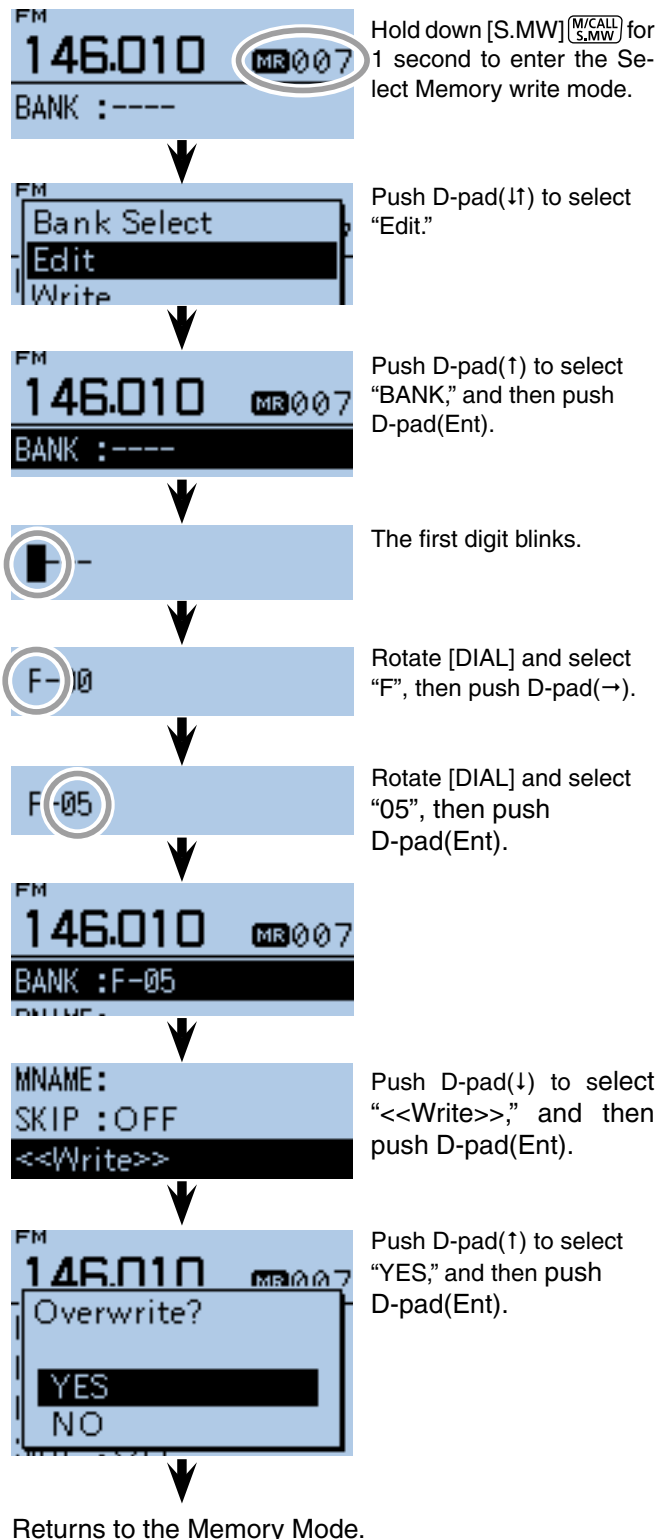 FM
146.010 MR007
BANK :----
Hold down [S.MW] M/CALL S.MW for
1 second to enter the Se-
lect Memory write mode.
FM
Bank Select
Edit
Write
Push D-pad(↓↑) to select
“Edit.”
FM
146.010 MR007
BANK :----
Push D-pad(↑) to select
“BANK,” and then push
D-pad(Ent).
--
The first digit blinks.
F-00
Rotate [DIAL] and select
“F”, then push D-pad(→).
F-05
Rotate [DIAL] and select
“05”, then push
D-pad(Ent).
FM
146.010 MR007
BANK :F-05
MNAME:
SKIP :OFF
<<Write>>
Push D-pad(↓) to select
“<<Write>>,” and then
push D-pad(Ent).
FM
146.010 MR007
Overwrite?
YES
NO
Push D-pad(↑) to select
“YES,” and then push
D-pad(Ent).
Returns to the Memory Mode.